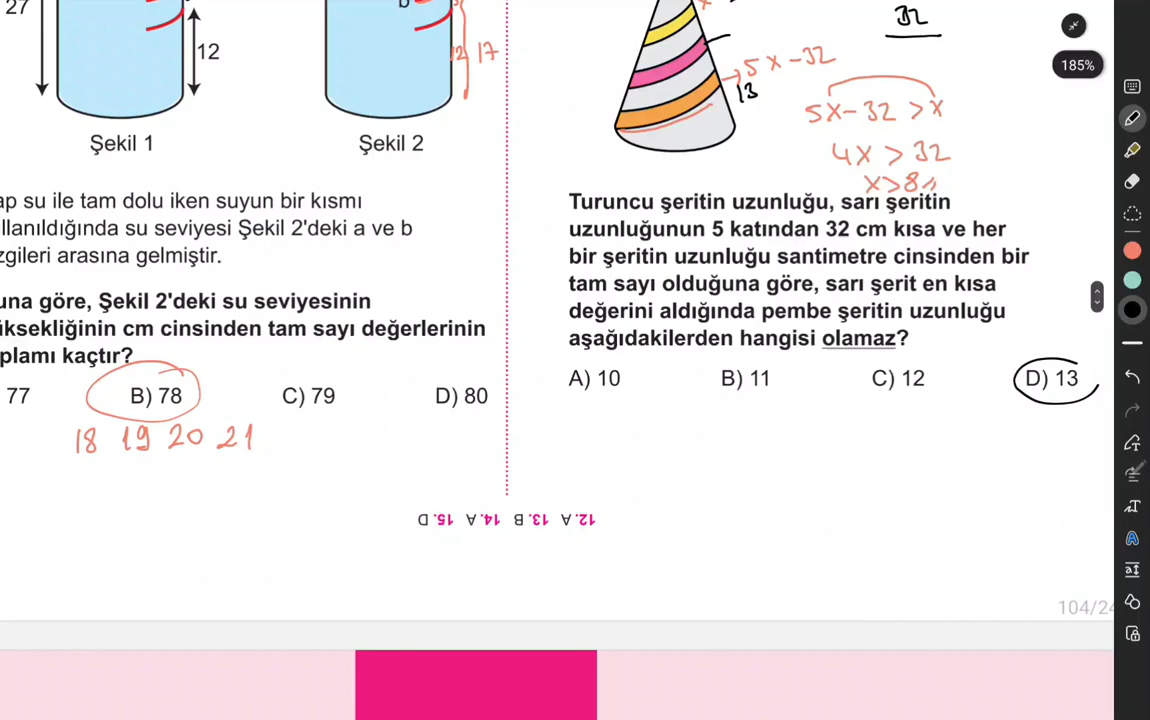 27
12
Şekil 1
b
12
17
Şekil 2
ap su ile tam dolu iken suyun bir kısmı
llanıldığında su seviyesi Şekil 2'deki a ve b
zgileri arasına gelmiştir.
una göre, Şekil 2'deki su seviyesinin
üksekliğinin cm cinsinden tam sayı değerlerinin
plamı kaçtır?
77 B) 78 C) 79 D) 80
18 19 20 21
x
32
5x-32
13
5x-32 > x
4x > 32
x>8
Turuncu şeritin uzunluğu, sarı şeritin
uzunluğunun 5 katından 32 cm kısa ve her
bir şeritin uzunluğu santimetre cinsinden bir
tam sayı olduğuna göre, sarı şerit en kısa
değerini aldığında pembe şeritin uzunluğu
aşağıdakilerden hangisi olamaz?
A) 10 B) 11 C) 12 D) 13
12. A 13. B 14. A 15. D
104/24
185%